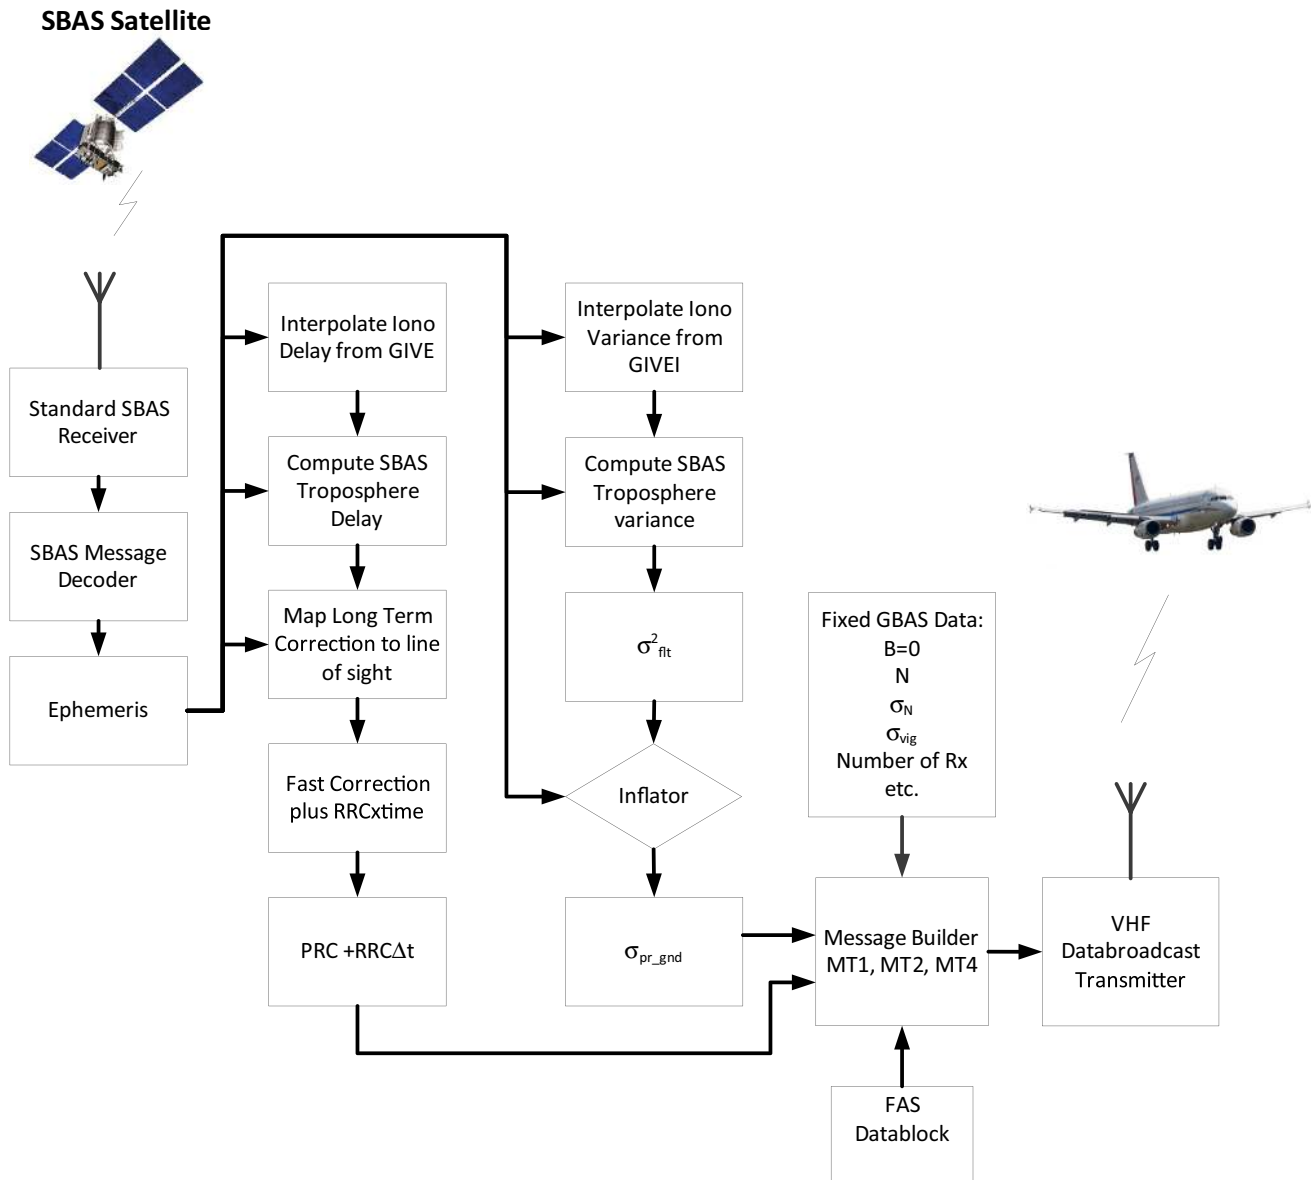 SBAS Satellite
Standard SBAS
Receiver
SBAS Message
Decoder
Ephemeris
Interpolate Iono
Delay from GIVE
Compute SBAS
Troposphere
Delay
Map Long Term
Correction to line
of sight
Fast Correction
plus RRCxtime
PRC +RRCΔt
Interpolate Iono
Variance from
GIVEI
Compute SBAS
Troposphere
variance
σ²flt
Inflator
σpr_gnd
Fixed GBAS Data:
B=0
N
σN
σvig
Number of Rx
etc.
Message Builder
MT1, MT2, MT4
FAS
Datablock
VHF
Databroadcast
Transmitter